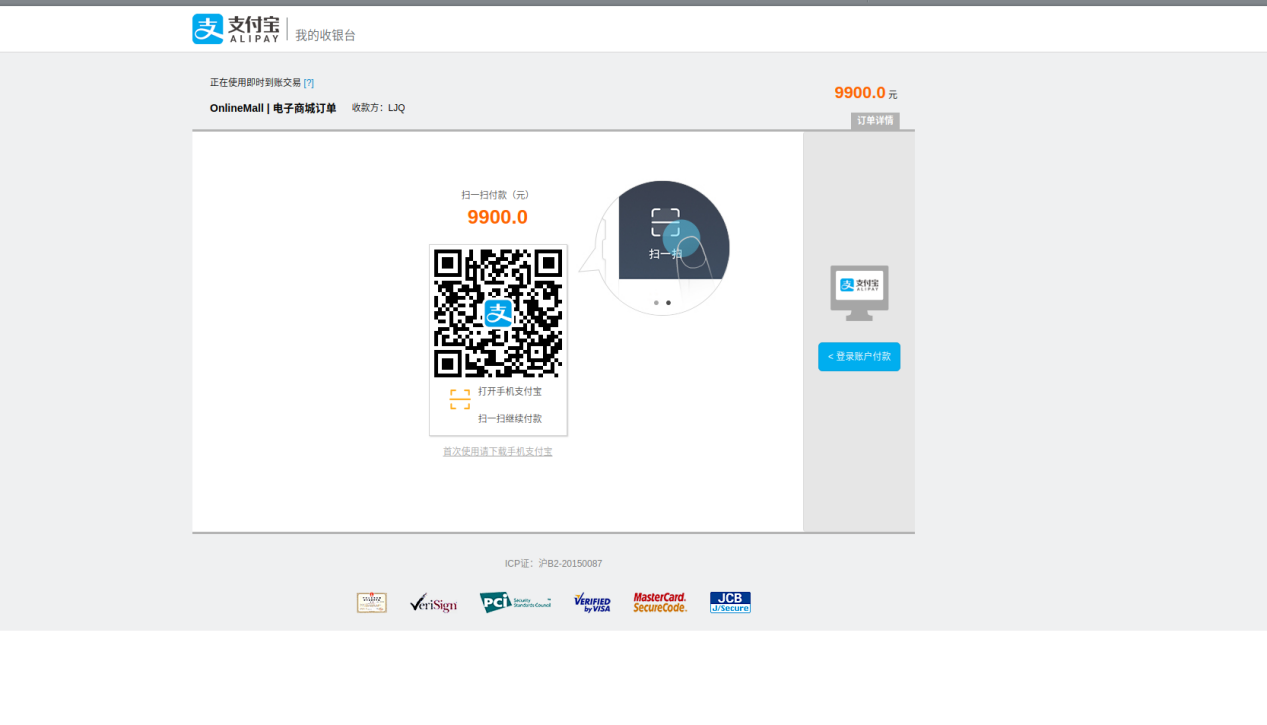 支付宝
ALIPAY
我的收银台
正在使用即时到账交易 [?]
OnlineMall | 电子商城订单 收款方：LJQ
9900.0 元
订单详情
扫一扫付款（元）
9900.0
支
打开手机支付宝
扫一扫继续付款
首次使用请下载手机支付宝
扫一扫
支付宝
ALIPAY
< 登录账户付款
ICP证：沪B2-20150087
VeriSign
PCI Security Standards Council
VERIFIED by VISA
MasterCard. SecureCode.
JCB J/Secure